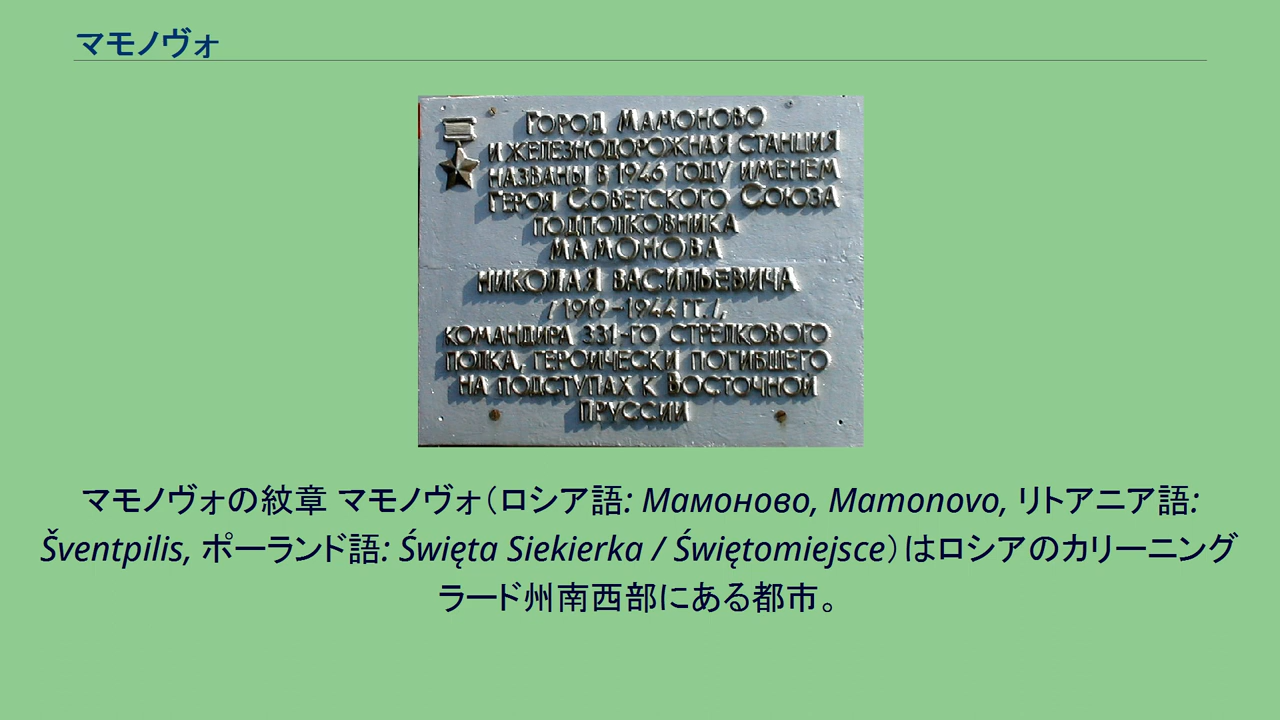 マモノヴォ
ГОРОД МАМОНОВО
И ЖЕЛЕЗНОДОРОЖНАЯ СТАНЦИЯ
НАЗВАНЫ В 1946 ГОДУ ИМЕНЕМ
ГЕРОЯ СОВЕТСКОГО СОЮЗА
ПОДПОЛКОВНИКА
МАМОНОВА
НИКОЛАЯ ВАСИЛЬЕВИЧА
/1919-1944 ГГ./,
КОМАНДИРА 331-ГО СТРЕЛКОВОГО
ПОЛКА, ГЕРОИЧЕСКИ ПОГИБШЕГО
НА ПОДСТУПАХ К ВОСТОЧНОЙ
ПРУССИИ
マモノヴォの紋章 マモノヴォ（ロシア語: Мамоново, Mamonovo, リトアニア語:
Šventpilis, ポーランド語: Święta Siekierka / Świętomiejsce）はロシアのカリーニング
ラード州南西部にある都市。